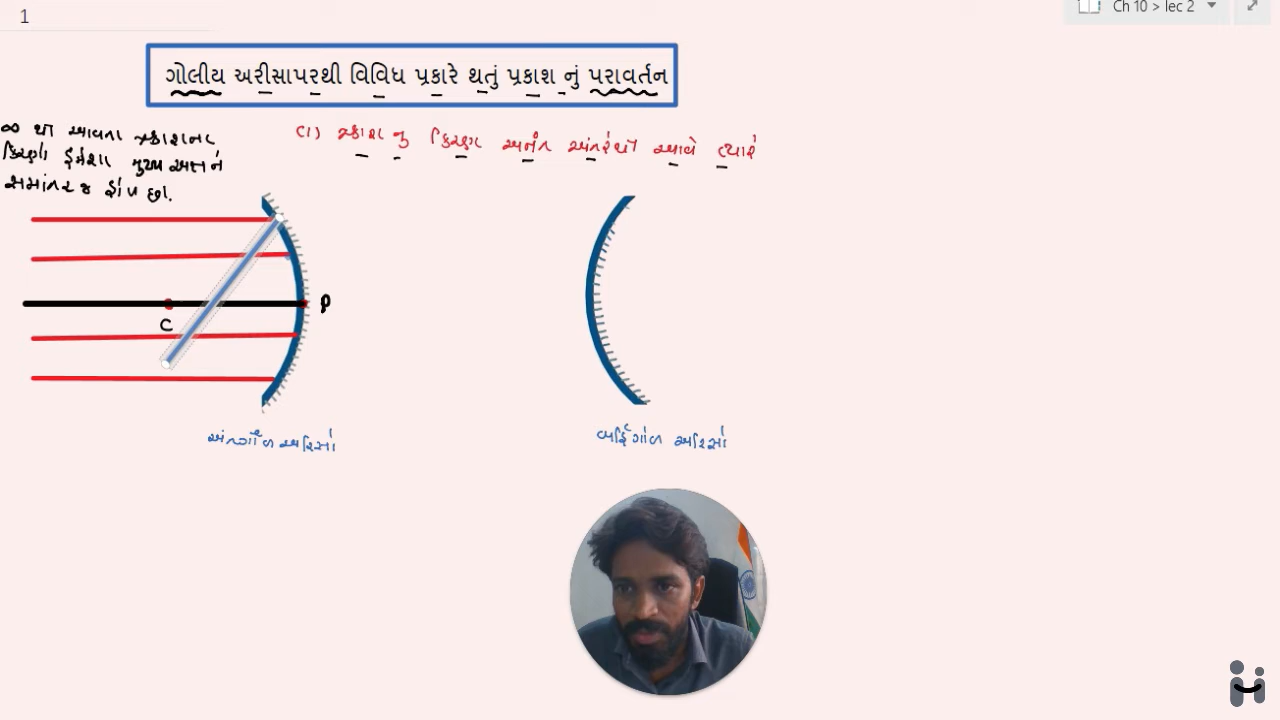 1
Ch 10 > lec 2
ગોલીય અરીસાપરથી વિવિધ પ્રકારે થતું પ્રકાશ નું પરાવર્તન
∞ થી આવતા પ્રકાશના
કિરણો હંમેશા મુખ્ય અક્ષને
સમાંતર જ હોય છે.
(1) પ્રકાશ નું કિરણ અનંત અંતરેથી આવે ત્યારે
C
P
અંતર્ગોળ અરિસો
બહિર્ગોળ અરિસો